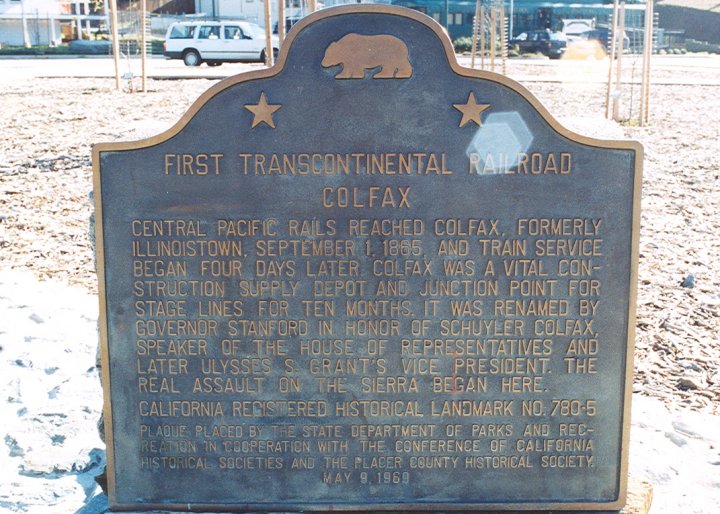 FIRST TRANSCONTINENTAL RAILROAD
COLFAX
CENTRAL PACIFIC RAILS REACHED COLFAX, FORMERLY
ILLINOISTOWN, SEPTEMBER 1, 1865, AND TRAIN SERVICE
BEGAN FOUR DAYS LATER. COLFAX WAS A VITAL CON-
STRUCTION SUPPLY DEPOT AND JUNCTION POINT FOR
STAGE LINES FOR TEN MONTHS. IT WAS RENAMED BY
GOVERNOR STANFORD IN HONOR OF SCHUYLER COLFAX,
SPEAKER OF THE HOUSE OF REPRESENTATIVES AND
LATER ULYSSES S. GRANT'S VICE PRESIDENT. THE
REAL ASSAULT ON THE SIERRA BEGAN HERE.
CALIFORNIA REGISTERED HISTORICAL LANDMARK NO. 780-5
PLAQUE PLACED BY THE STATE DEPARTMENT OF PARKS AND REC-
REATION IN COOPERATION WITH THE CONFERENCE OF CALIFORNIA
HISTORICAL SOCIETIES AND THE PLACER COUNTY HISTORICAL SOCIETY.
MAY 9, 1969